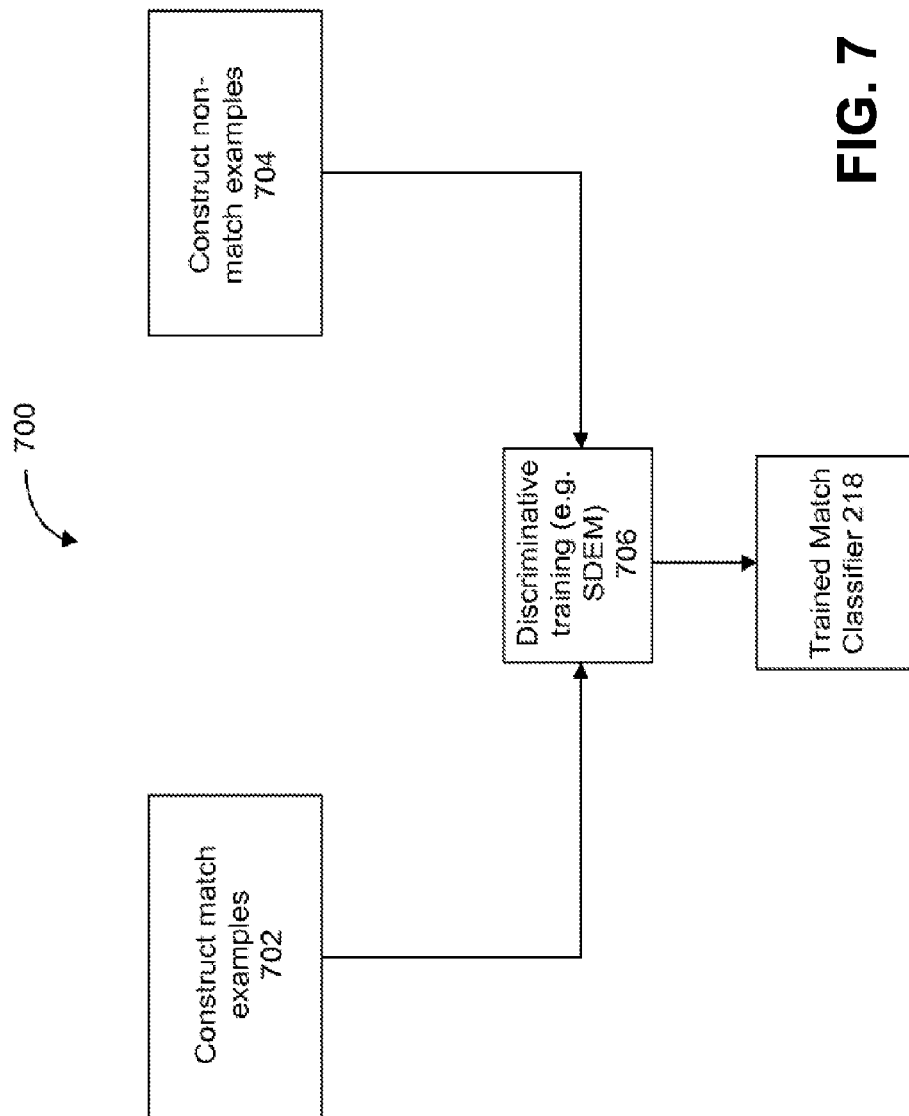 700
Construct match
examples
702
Construct non-
match examples
704
Discriminative
training (e.g.
SDEM)
706
Trained Match
Classifier 218
FIG. 7